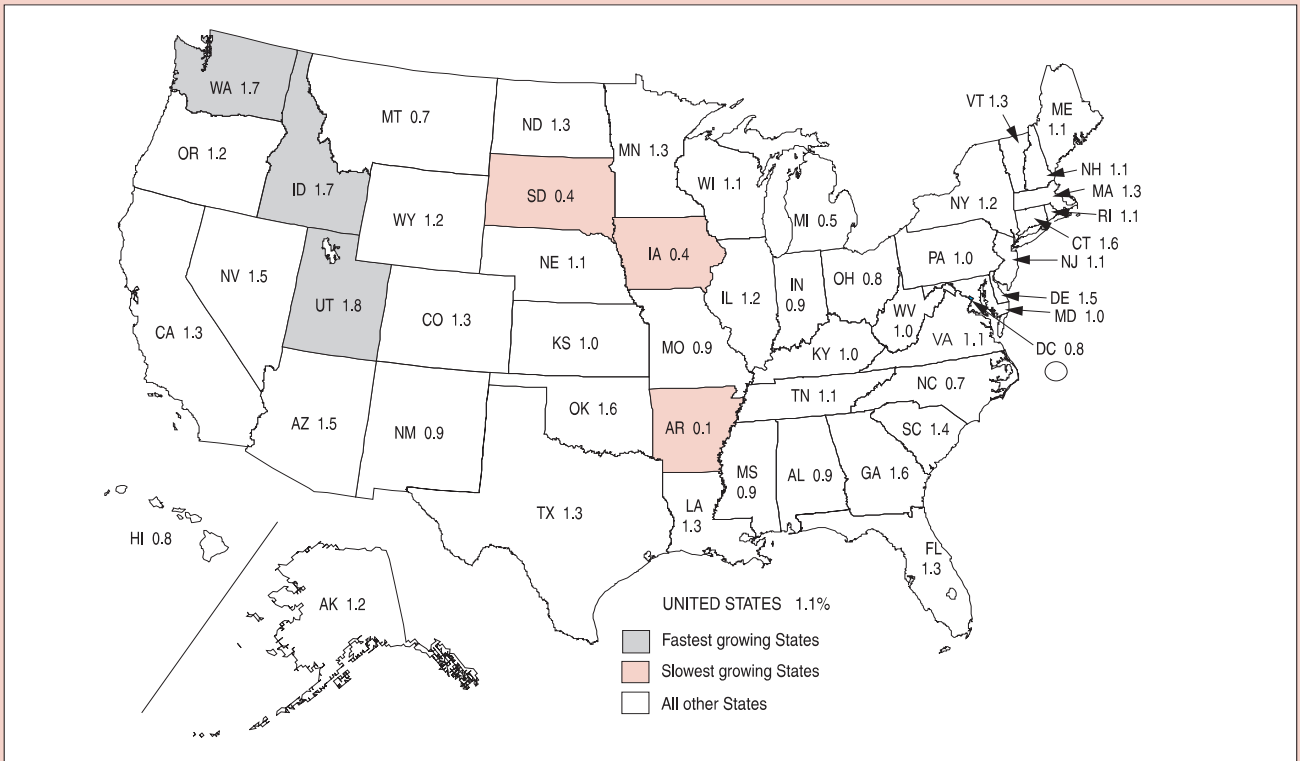 WA 1.7
MT 0.7
ND 1.3
MN 1.3
VT 1.3
ME
1.1
OR 1.2
ID 1.7
WY 1.2
SD 0.4
WI 1.1
MI 0.5
NY 1.2
NH 1.1
MA 1.3
RI 1.1
CT 1.6
NJ 1.1
NV 1.5
UT 1.8
CO 1.3
NE 1.1
IA 0.4
IL 1.2
IN
0.9
OH 0.8
PA 1.0
DE 1.5
MD 1.0
DC 0.8
CA 1.3
KS 1.0
MO 0.9
KY 1.0
WV
1.0
VA 1.1
AZ 1.5
NM 0.9
OK 1.6
AR 0.1
TN 1.1
NC 0.7
SC 1.4
TX 1.3
LA
1.3
MS
0.9
AL 0.9
GA 1.6
FL
1.3
HI 0.8
AK 1.2
UNITED STATES 1.1%
Fastest growing States
Slowest growing States
All other States